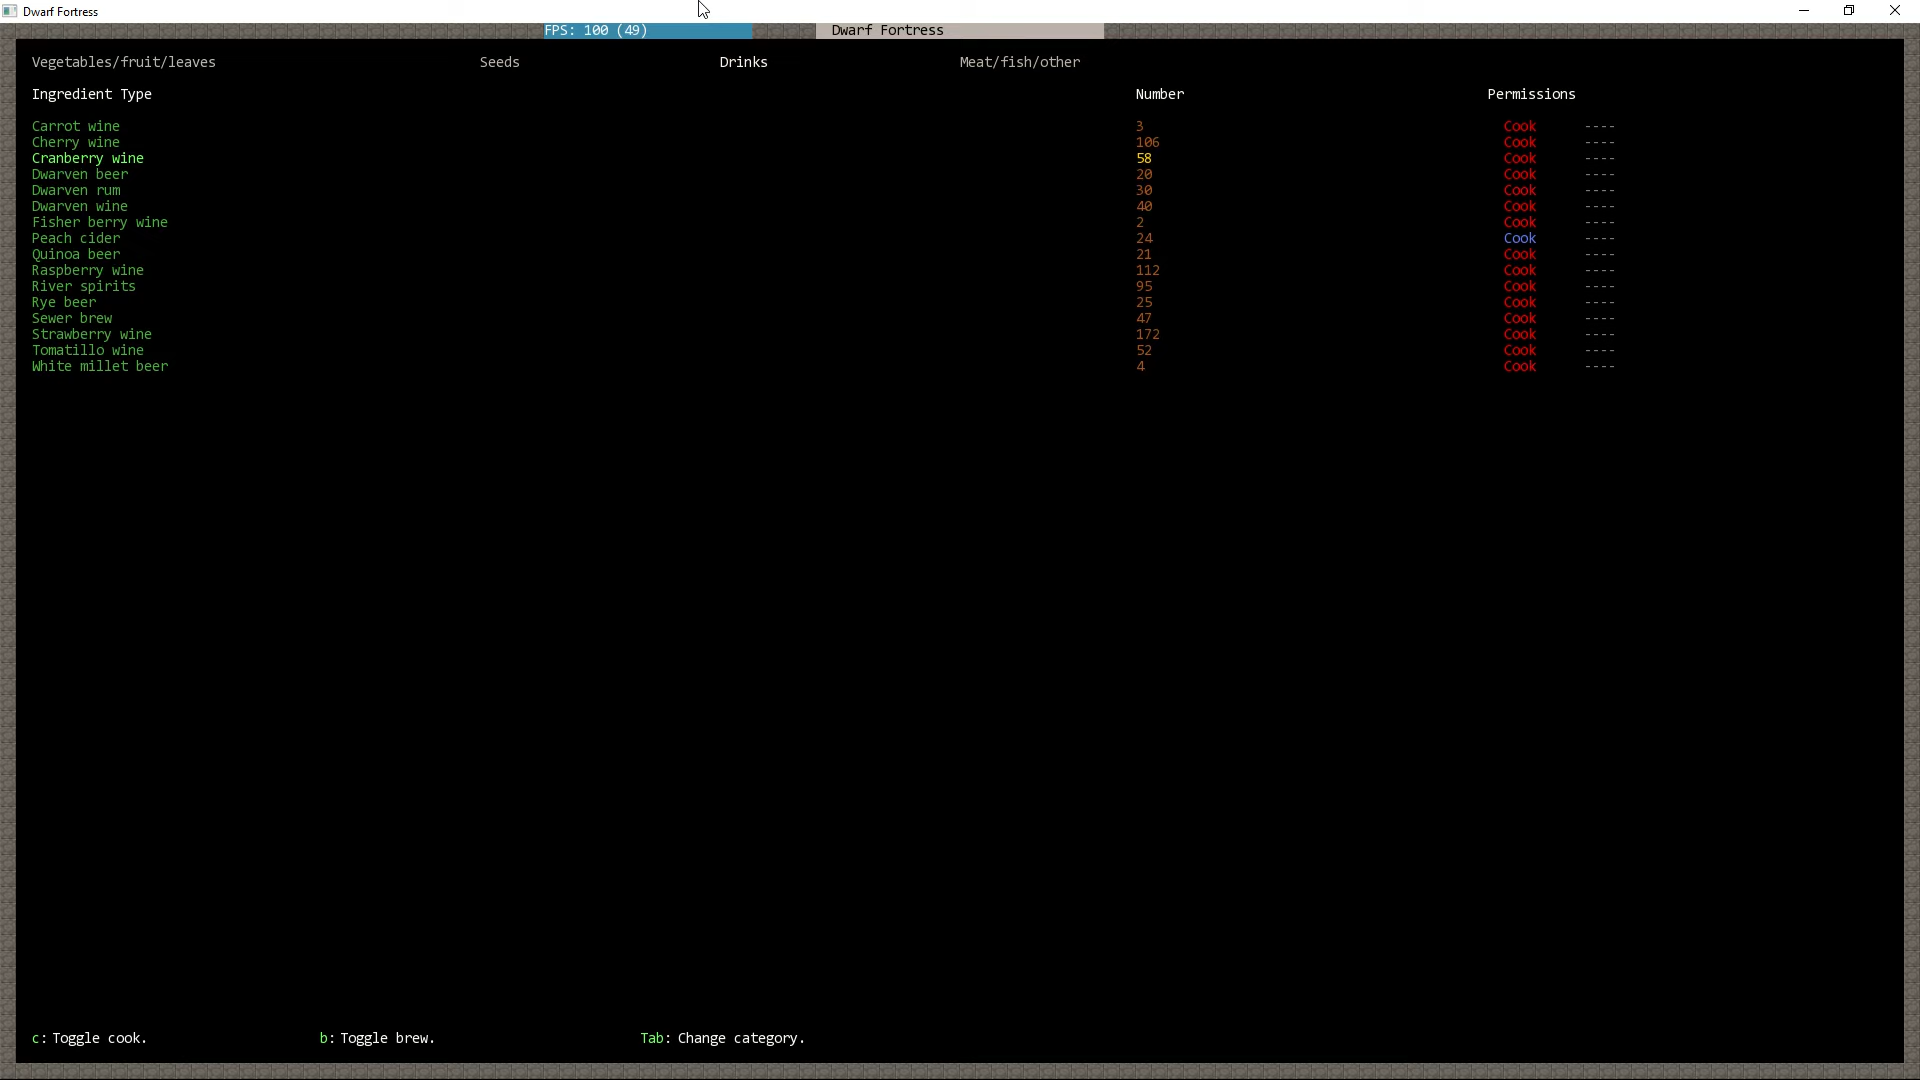 Dwarf Fortress
FPS: 100 (49) Dwarf Fortress
Vegetables/fruit/leaves Seeds Drinks Meat/fish/other
Ingredient Type Number Permissions
Carrot wine 3 Cook ----
Cherry wine 106 Cook ----
Cranberry wine 58 Cook ----
Dwarven beer 20 Cook ----
Dwarven rum 30 Cook ----
Dwarven wine 40 Cook ----
Fisher berry wine 2 Cook ----
Peach cider 24 Cook ----
Quinoa beer 21 Cook ----
Raspberry wine 112 Cook ----
River spirits 95 Cook ----
Rye beer 25 Cook ----
Sewer brew 47 Cook ----
Strawberry wine 172 Cook ----
Tomatillo wine 52 Cook ----
White millet beer 4 Cook ----
c: Toggle cook. b: Toggle brew. Tab: Change category.